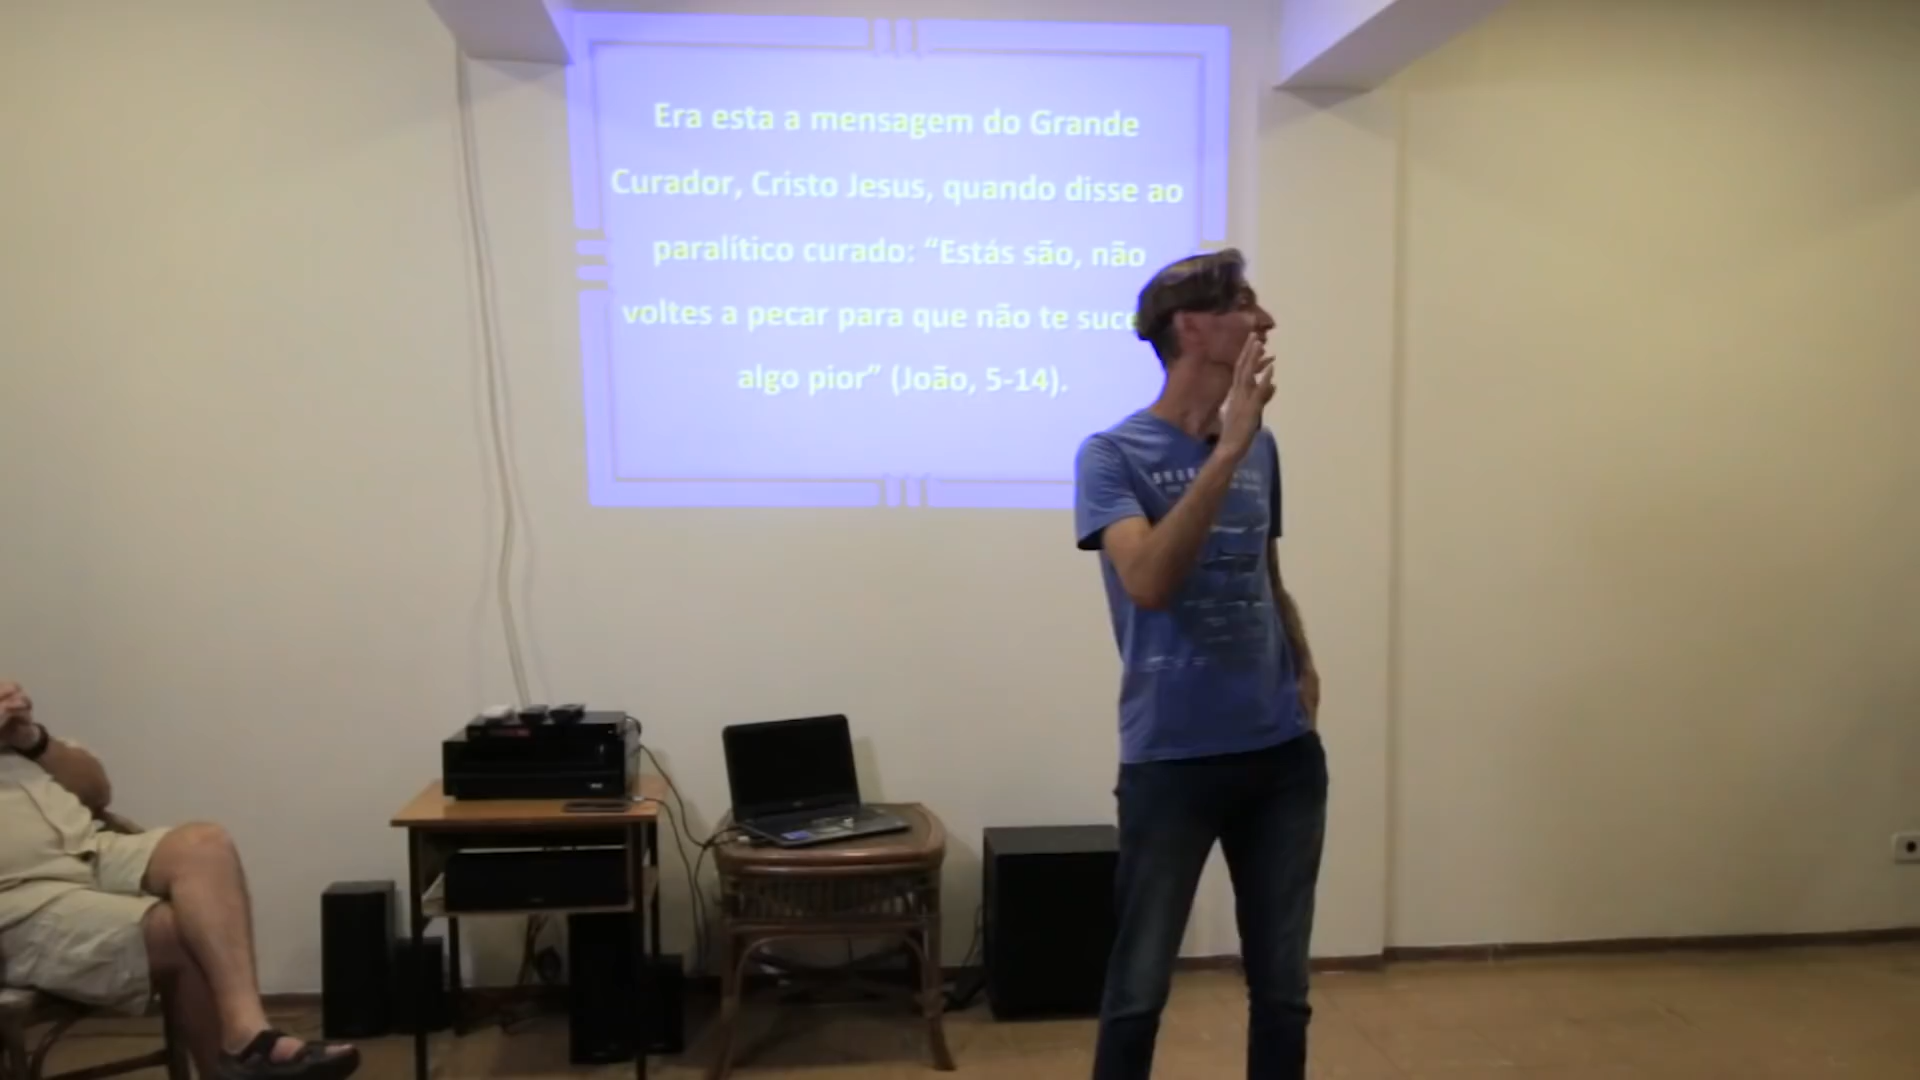 Era esta a mensagem do Grande
Curador, Cristo Jesus, quando disse ao
paralítico curado: “Estás são, não
voltes a pecar para que não te
algo pior” (João, 5-14).